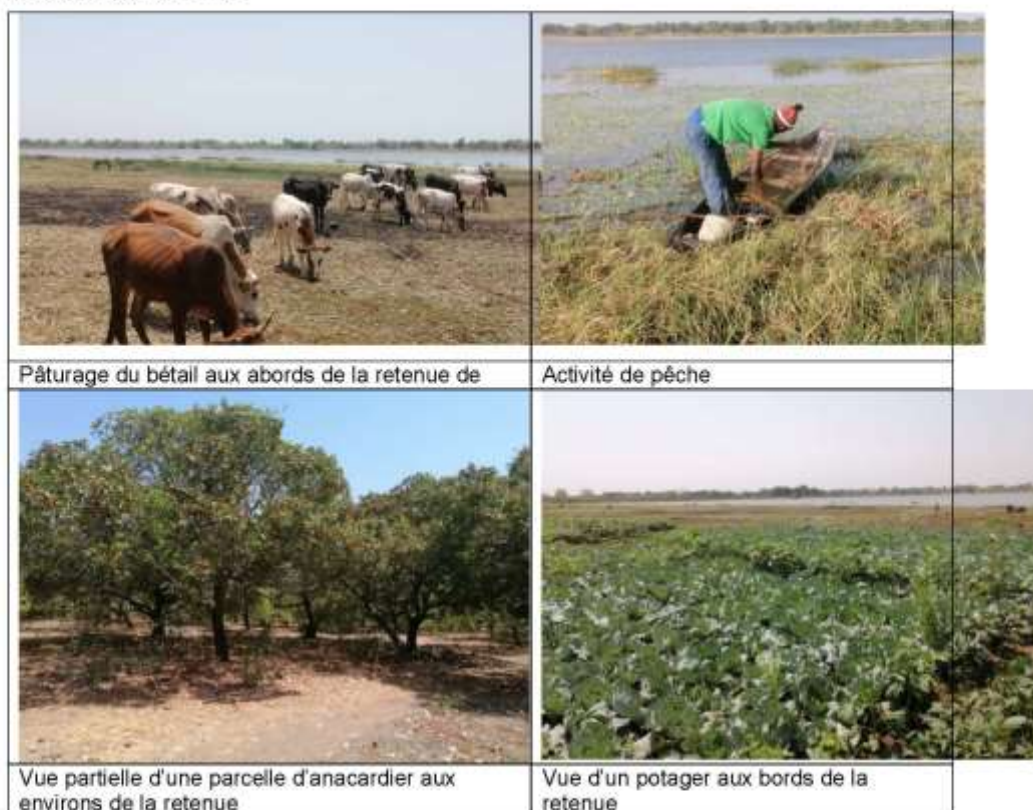 Pâturage du bétail aux abords de la retenue de
Activité de pêche
Vue partielle d'une parcelle d'anacardier aux
environs de la retenue
Vue d'un potager aux bords de la
retenue